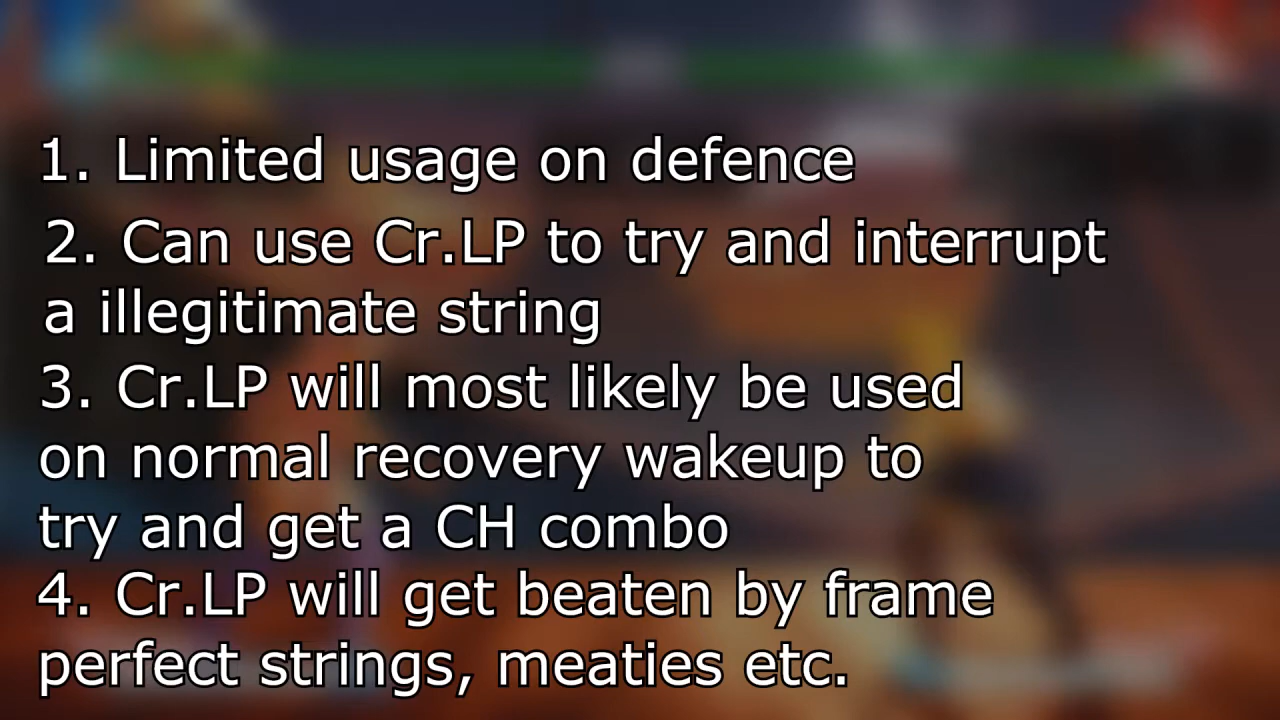 1. Limited usage on defence
2. Can use Cr.LP to try and interrupt
a illegitimate string
3. Cr.LP will most likely be used
on normal recovery wakeup to
try and get a CH combo
4. Cr.LP will get beaten by frame
perfect strings, meaties etc.